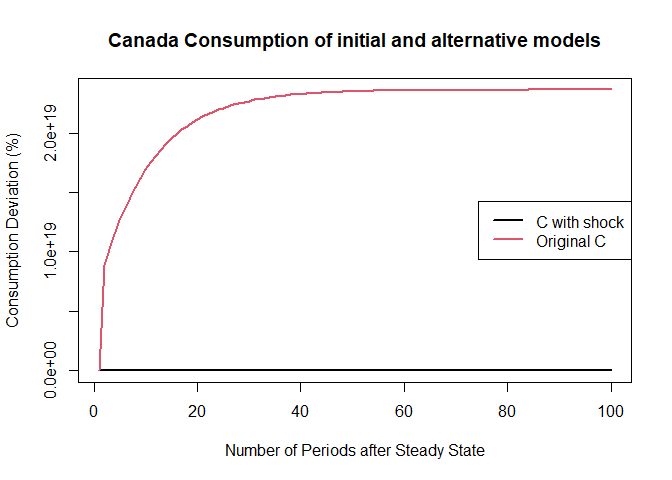 Canada Consumption of initial and alternative models
Consumption Deviation (%)
2.0e+19
1.0e+19
0.0e+00
C with shock
Original C
0 20 40 60 80 100
Number of Periods after Steady State